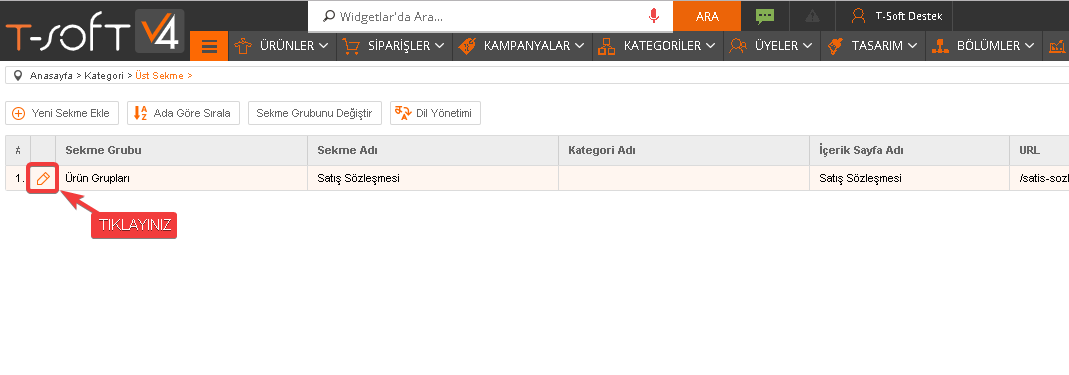 T-SOFT V4
Widgetlar'da Ara...
ARA
T-Soft Destek
ÜRÜNLER
SİPARİŞLER
KAMPANYALAR
KATEGORİLER
ÜYELER
TASARIM
BÖLÜMLER
Anasayfa > Kategori > Üst Sekme >
Yeni Sekme Ekle
Ada Göre Sırala
Sekme Grubunu Değiştir
Dil Yönetimi
# Sekme Grubu Sekme Adı Kategori Adı İçerik Sayfa Adı URL
1. Ürün Grupları Satış Sözleşmesi Satış Sözleşmesi /satis-sozl
TIKLAYINIZ